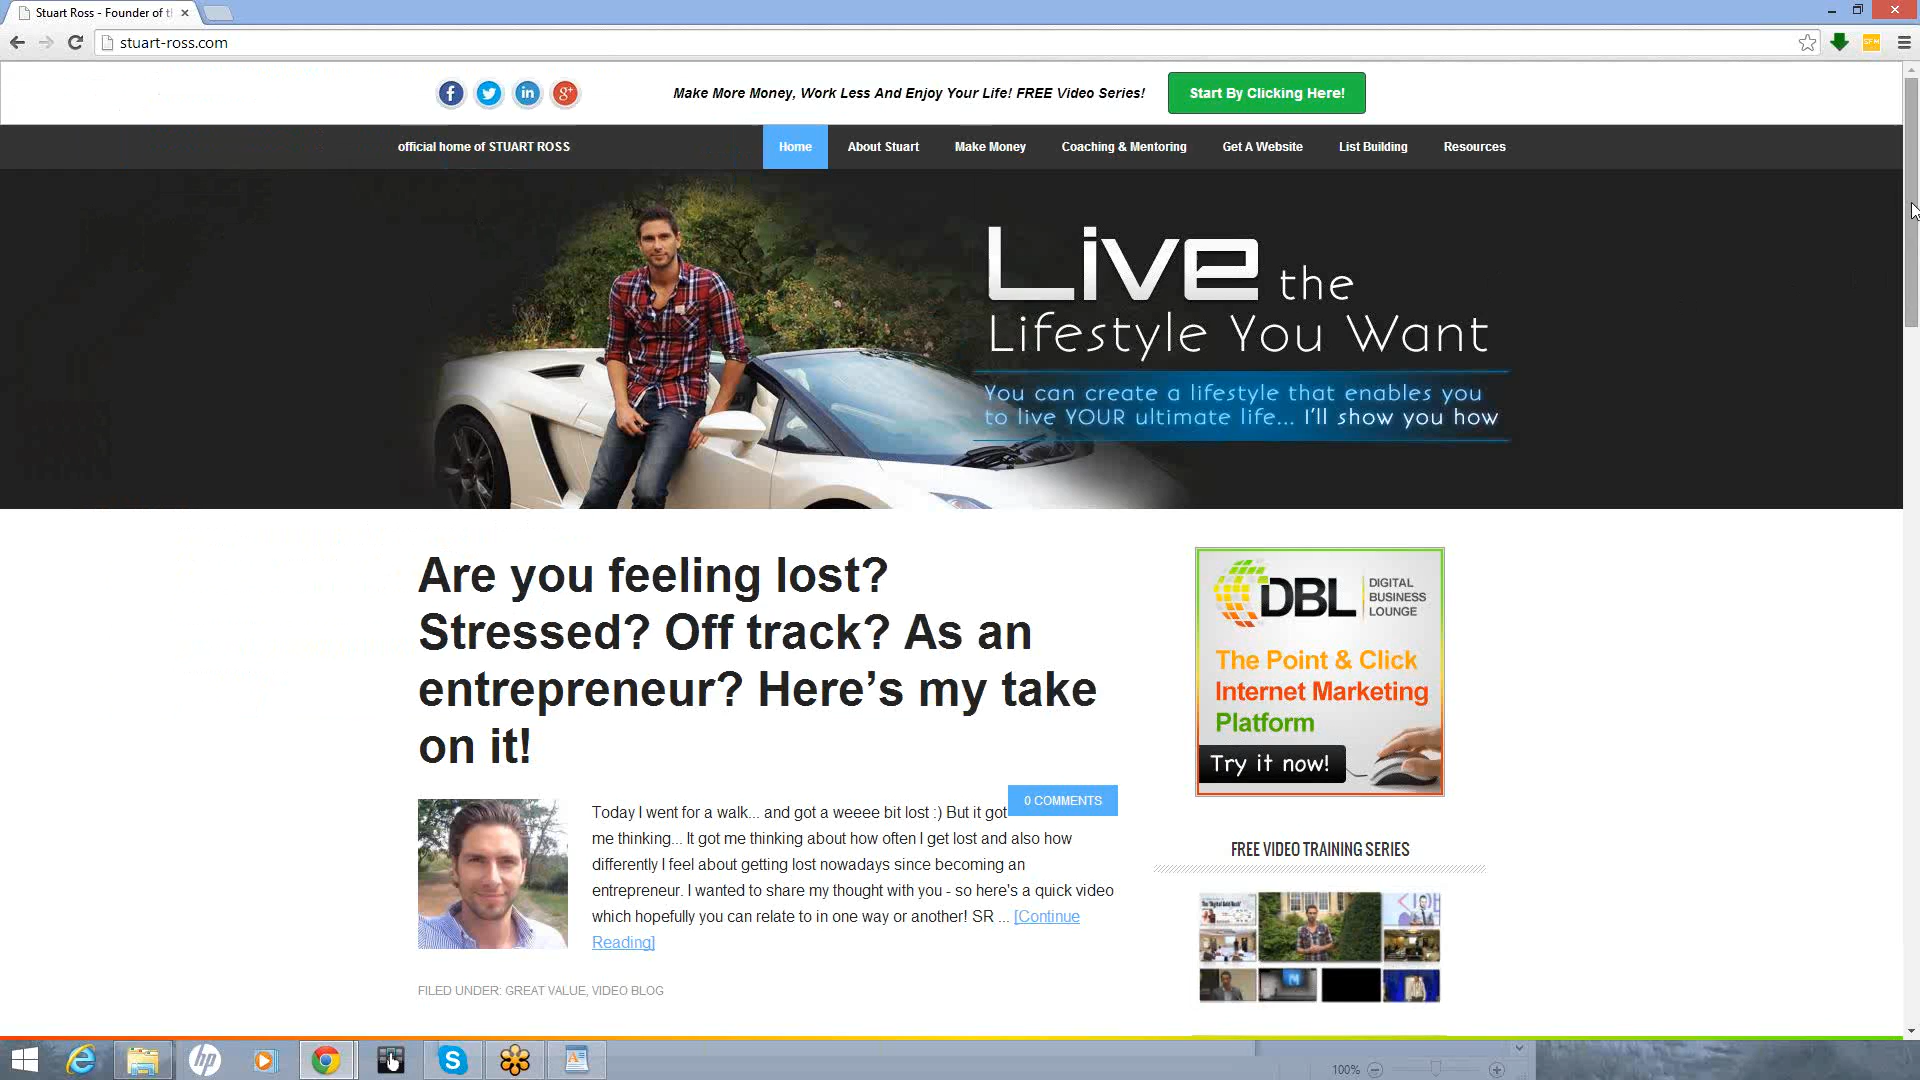 Stuart Ross - Founder of t
stuart-ross.com
SFM
Make More Money, Work Less And Enjoy Your Life! FREE Video Series!
Start By Clicking Here!
official home of STUART ROSS
Home
About Stuart
Make Money
Coaching & Mentoring
Get A Website
List Building
Resources
Live the
Lifestyle You Want
You can create a lifestyle that enables you
to live YOUR ultimate life... I'll show you how
Are you feeling lost?
Stressed? Off track? As an
entrepreneur? Here’s my take
on it!
0 COMMENTS
Today I went for a walk... and got a weeee bit lost :) But it got
me thinking... It got me thinking about how often I get lost and also how
differently I feel about getting lost nowadays since becoming an
entrepreneur. I wanted to share my thought with you - so here's a quick video
which hopefully you can relate to in one way or another! SR ... [Continue
Reading]
FILED UNDER: GREAT VALUE, VIDEO BLOG
DBL
DIGITAL
BUSINESS
LOUNGE
The Point & Click
Internet Marketing
Platform
Try it now!
FREE VIDEO TRAINING SERIES
100%